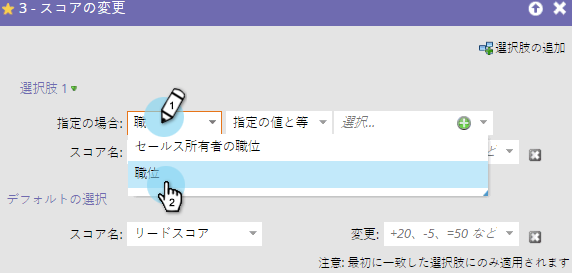 3 - スコアの変更
選択肢の追加
選択肢 1
指定の場合: 職 指定の値と等 選択...
1
セールス所有者の職位
スコア名: など
職位
2
デフォルトの選択
スコア名: リードスコア 変更: +20、-5、=50 など
注意: 最初に一致した選択肢にのみ適用されます